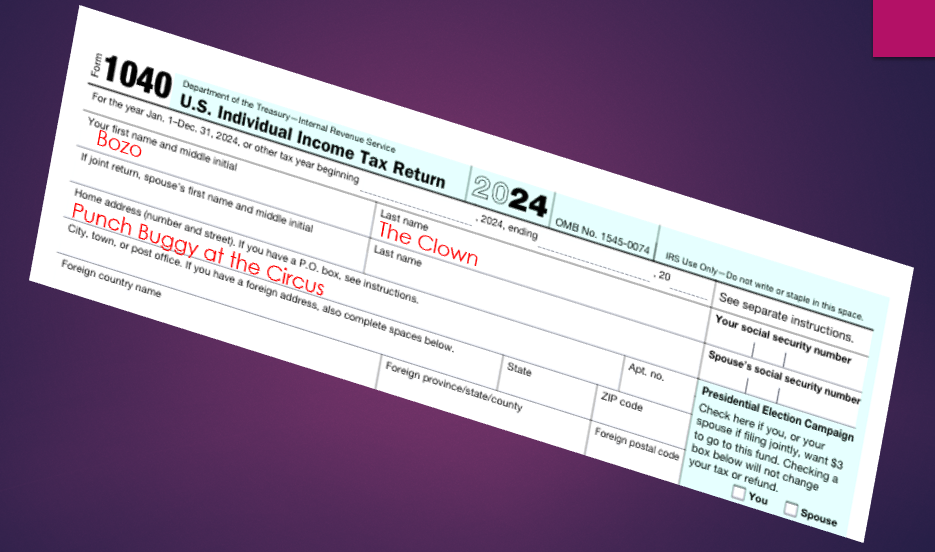 Form 1040 Department of the Treasury—Internal Revenue Service
U.S. Individual Income Tax Return 2024 OMB No. 1545-0074 IRS Use Only—Do not write or staple in this space.
For the year Jan. 1–Dec. 31, 2024, or other tax year beginning , 2024, ending , 20 See separate instructions.
Your first name and middle initial Last name Your social security number
Bozo The Clown
If joint return, spouse's first name and middle initial Last name Spouse's social security number
Home address (number and street). If you have a P.O. box, see instructions. Apt. no.
Punch Buggy at the Circus
City, town, or post office. If you have a foreign address, also complete spaces below. State ZIP code
Foreign country name Foreign province/state/county Foreign postal code
Presidential Election Campaign
Check here if you, or your
spouse if filing jointly, want $3
to go to this fund. Checking a
box below will not change
your tax or refund.
You Spouse